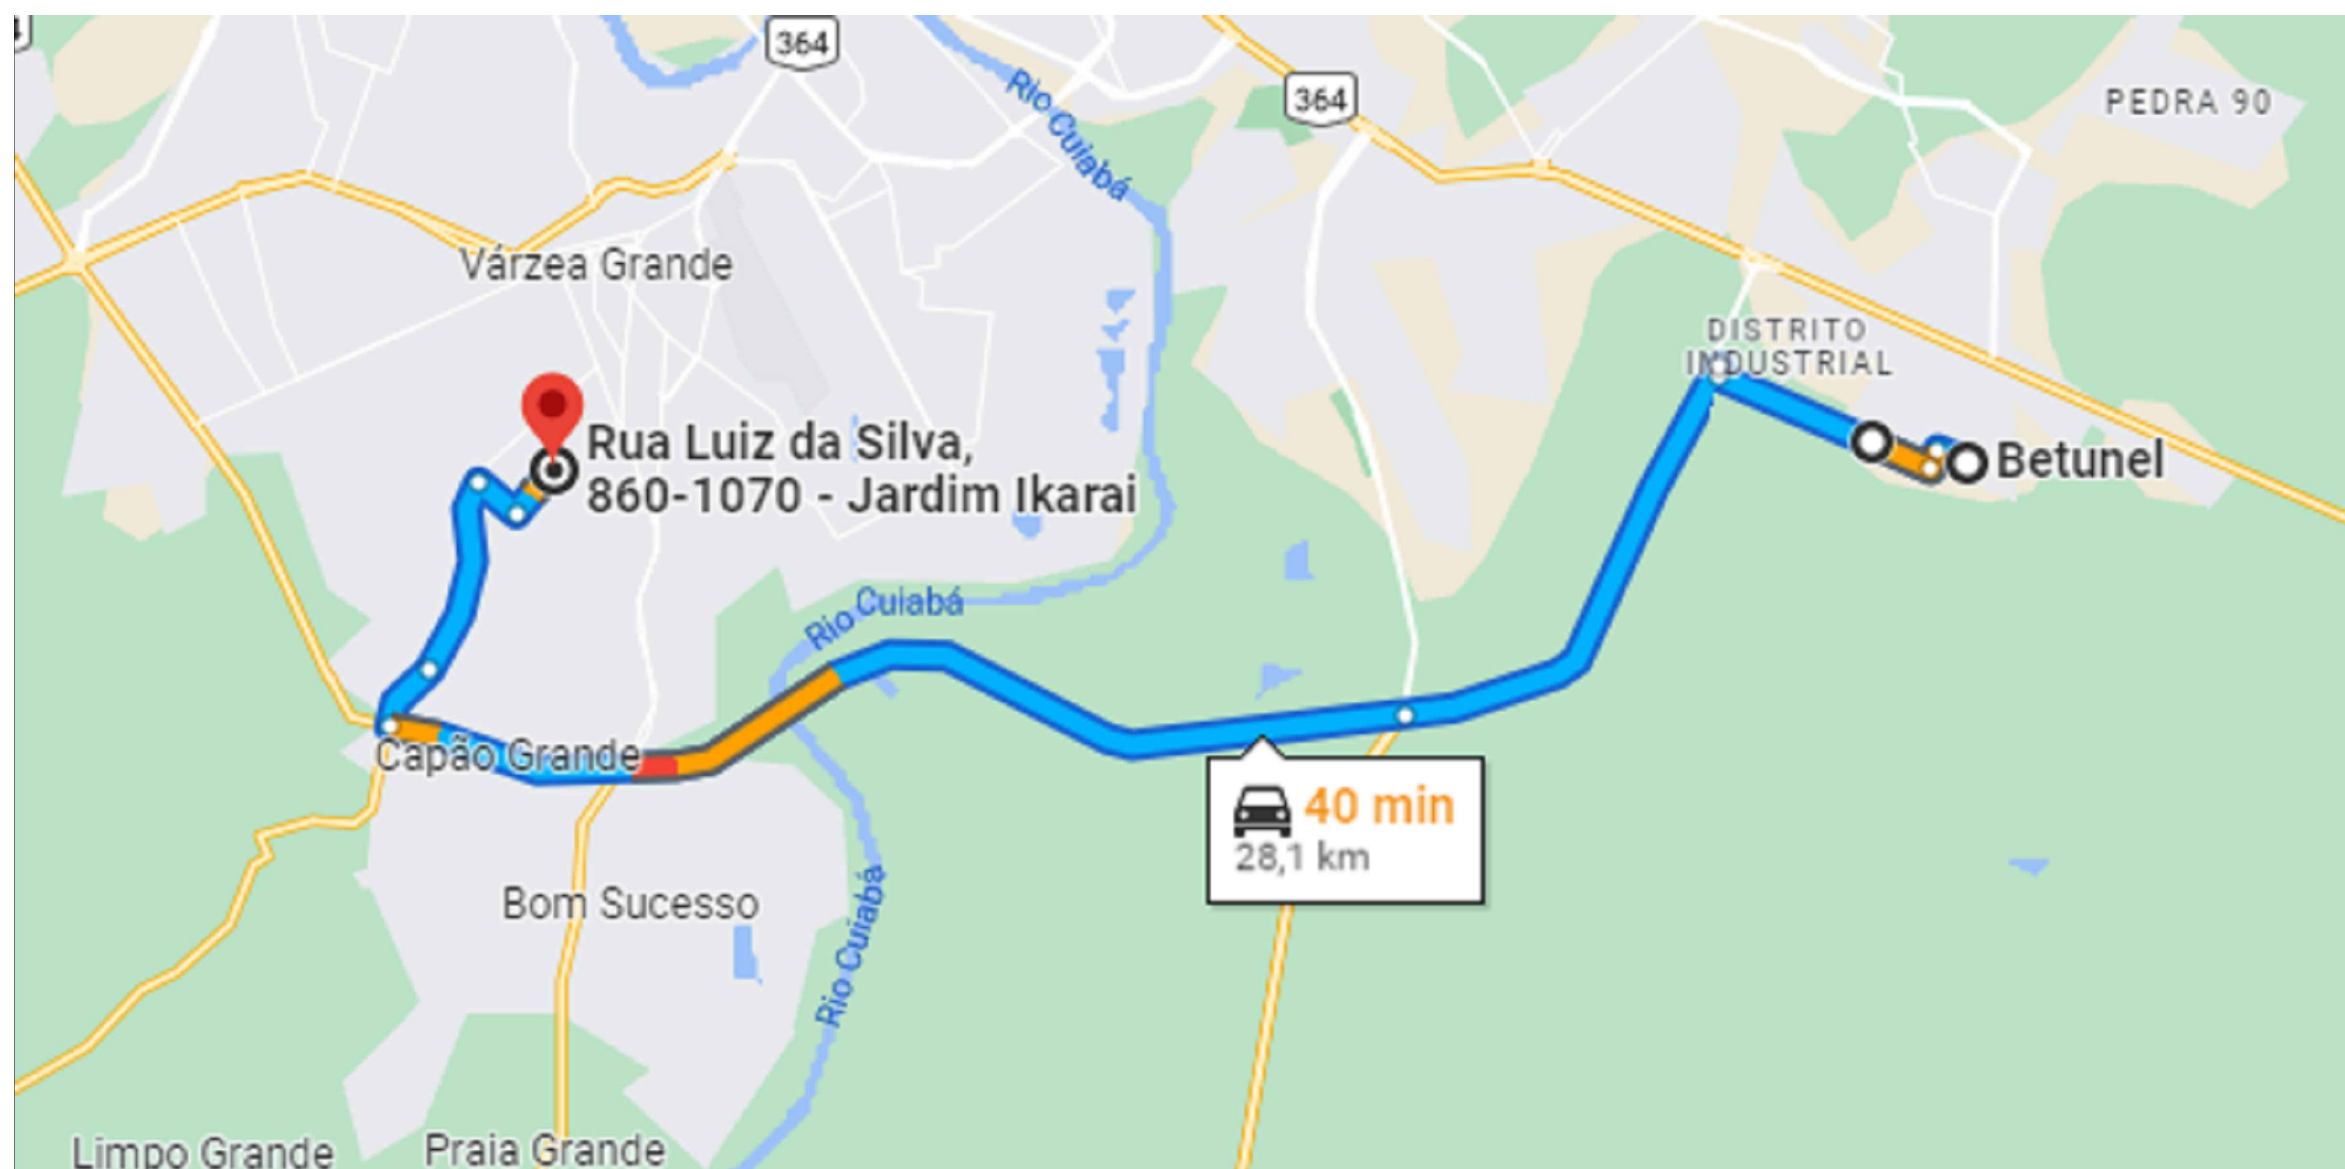 364
364
PEDRA 90
Rio Cuiabá
Várzea Grande
DISTRITO
INDUSTRIAL
Rua Luiz da Silva,
860-1070 - Jardim Ikarai
Betunel
Rio Cuiabá
Capão Grande
40 min
28,1 km
Bom Sucesso
Rio Cuiabá
Limpo Grande
Praia Grande